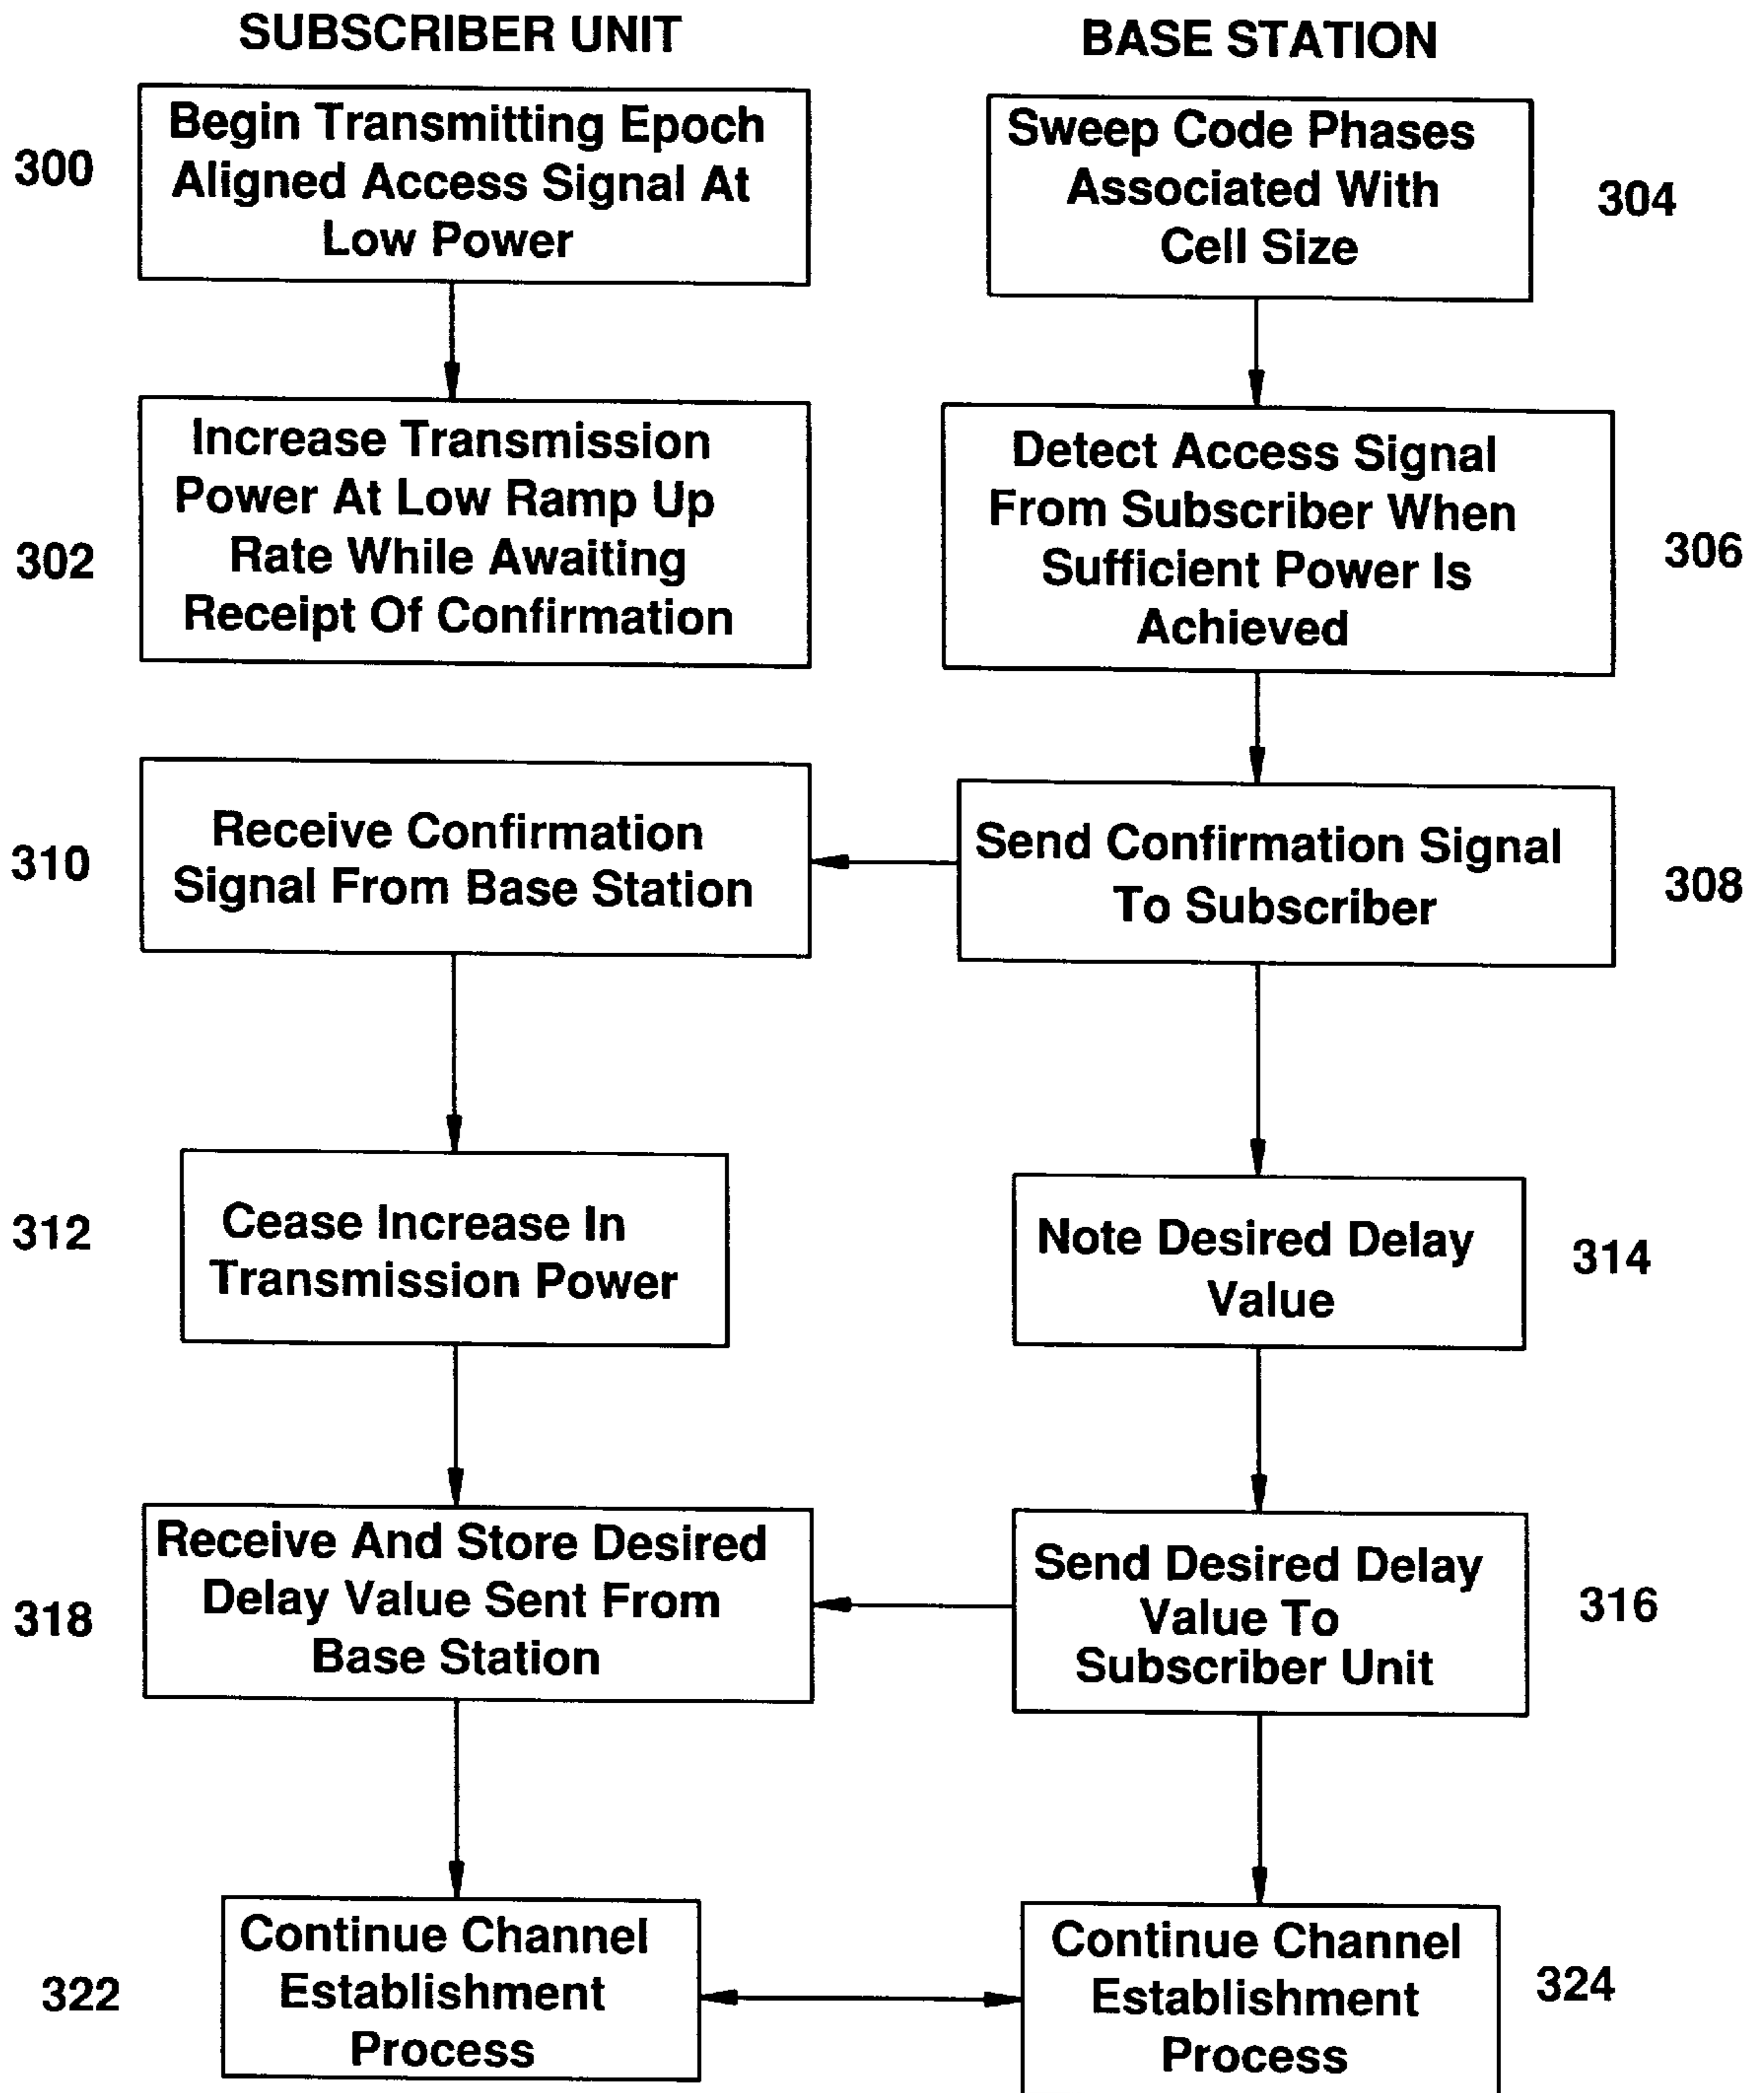 SUBSCRIBER UNIT
BASE STATION
300
Begin Transmitting Epoch
Aligned Access Signal At
Low Power
Sweep Code Phases
Associated With
Cell Size
304
302
Increase Transmission
Power At Low Ramp Up
Rate While Awaiting
Receipt Of Confirmation
Detect Access Signal
From Subscriber When
Sufficient Power Is
Achieved
306
310
Receive Confirmation
Signal From Base Station
Send Confirmation Signal
To Subscriber
308
312
Cease Increase In
Transmission Power
Note Desired Delay
Value
314
318
Receive And Store Desired
Delay Value Sent From
Base Station
Send Desired Delay
Value To
Subscriber Unit
316
322
Continue Channel
Establishment
Process
Continue Channel
Establishment
Process
324